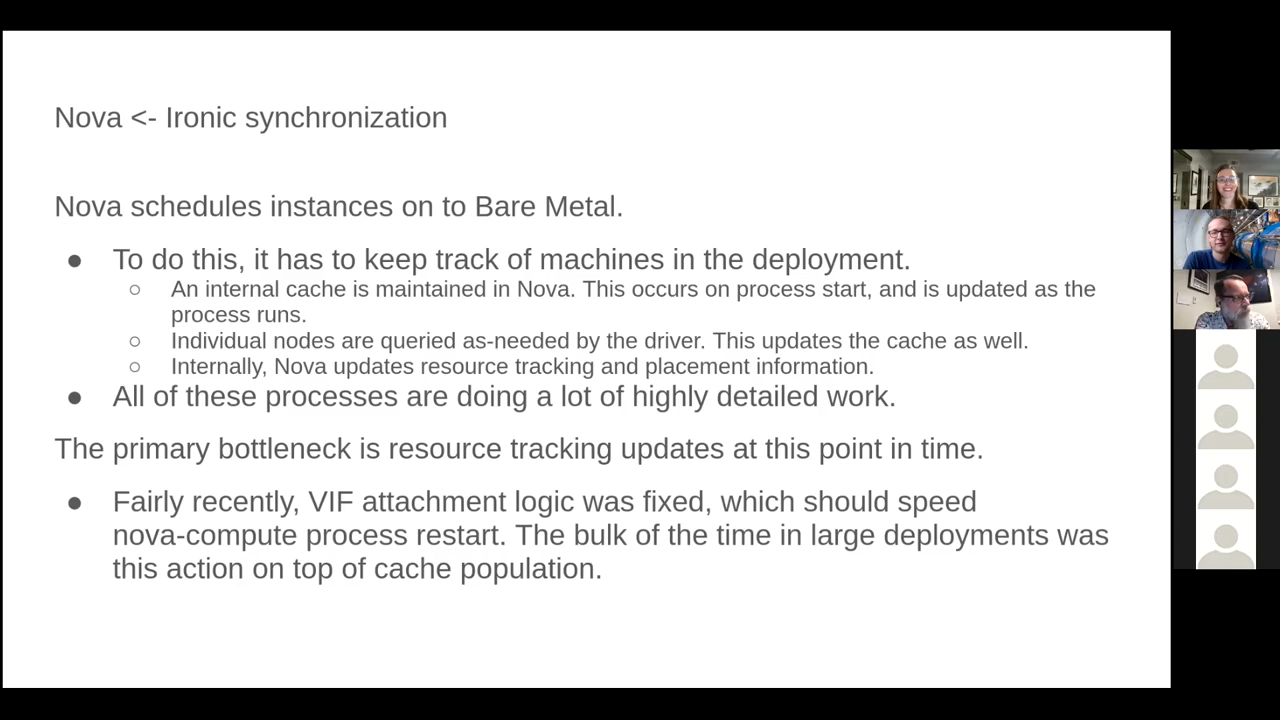 Nova <- Ironic synchronization
Nova schedules instances on to Bare Metal.
● To do this, it has to keep track of machines in the deployment.
○ An internal cache is maintained in Nova. This occurs on process start, and is updated as the
process runs.
○ Individual nodes are queried as-needed by the driver. This updates the cache as well.
○ Internally, Nova updates resource tracking and placement information.
● All of these processes are doing a lot of highly detailed work.
The primary bottleneck is resource tracking updates at this point in time.
● Fairly recently, VIF attachment logic was fixed, which should speed
nova-compute process restart. The bulk of the time in large deployments was
this action on top of cache population.